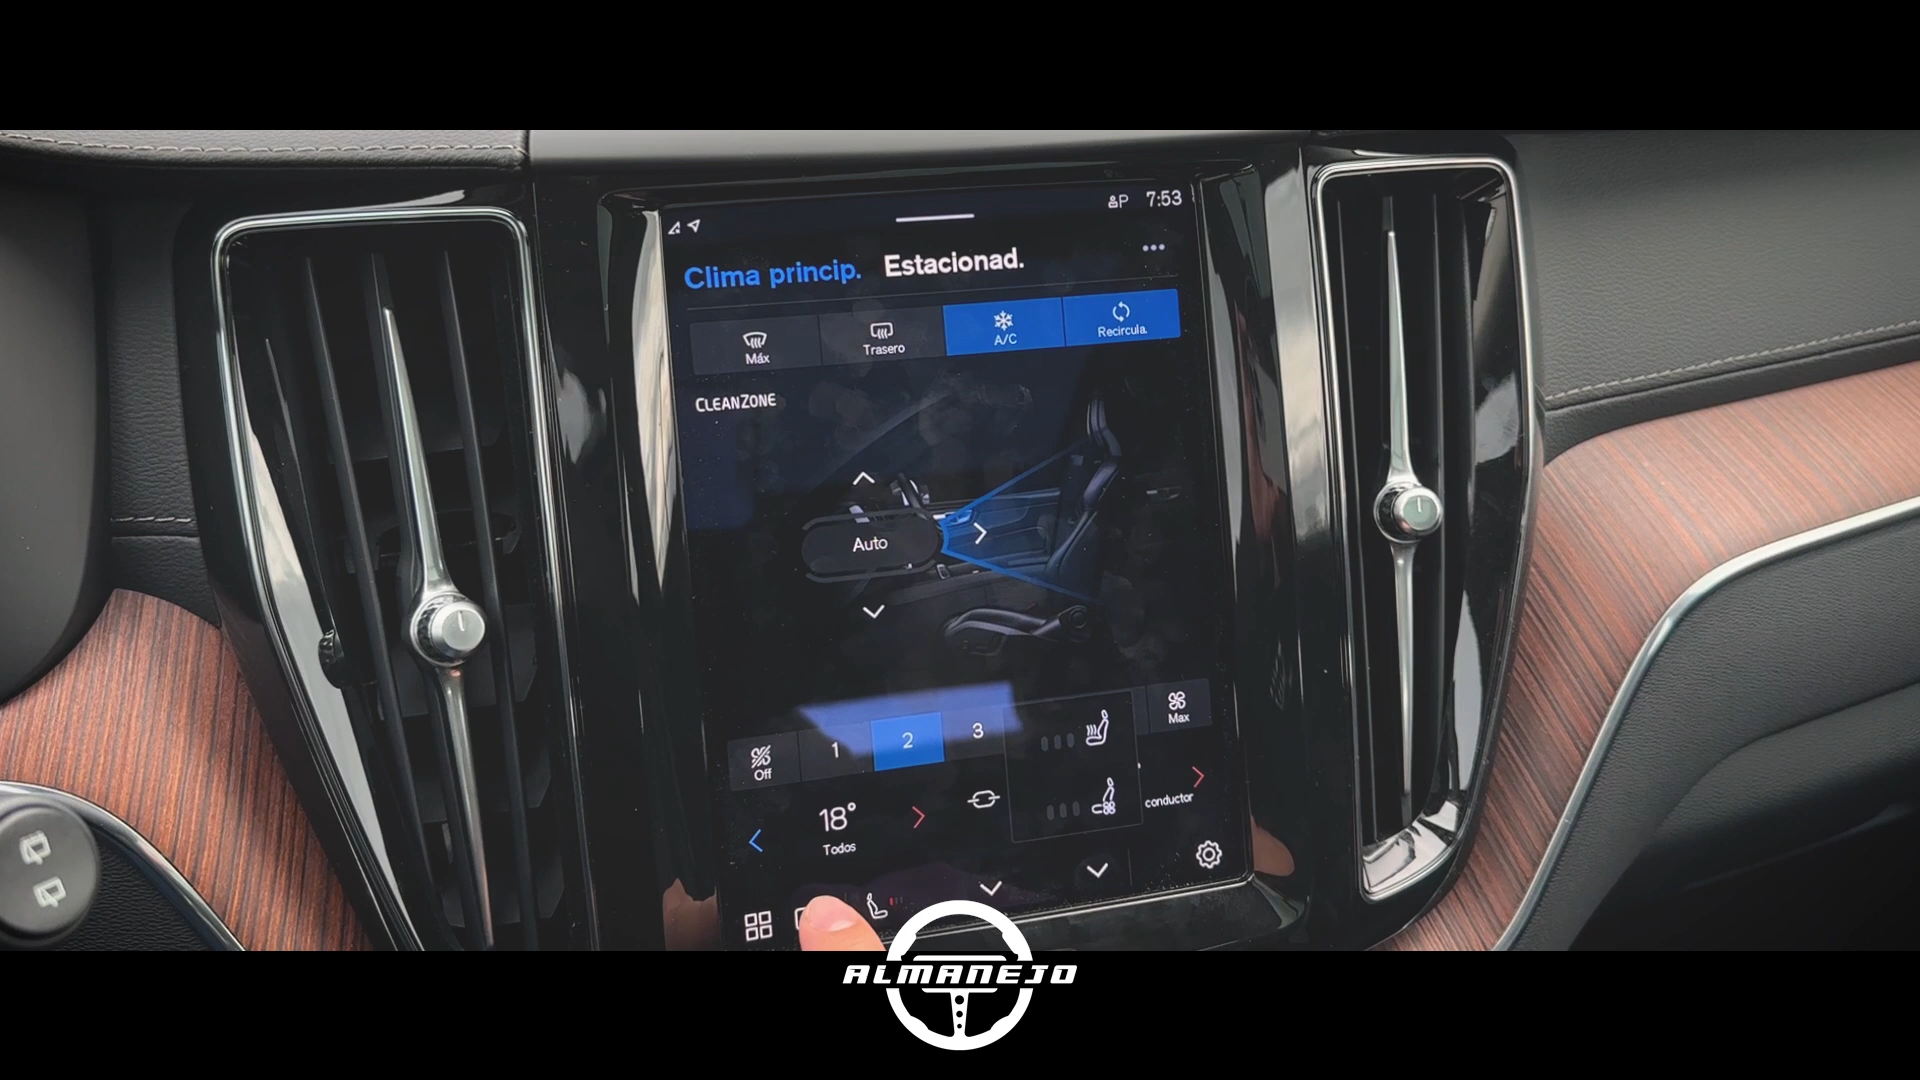 P 7:53
Clima princip. Estacionad.
Máx Trasero A/C Recircula.
CLEANZONE
Auto
Off 1 2 3 Max
18°
Todos
conductor
ALMANEJO